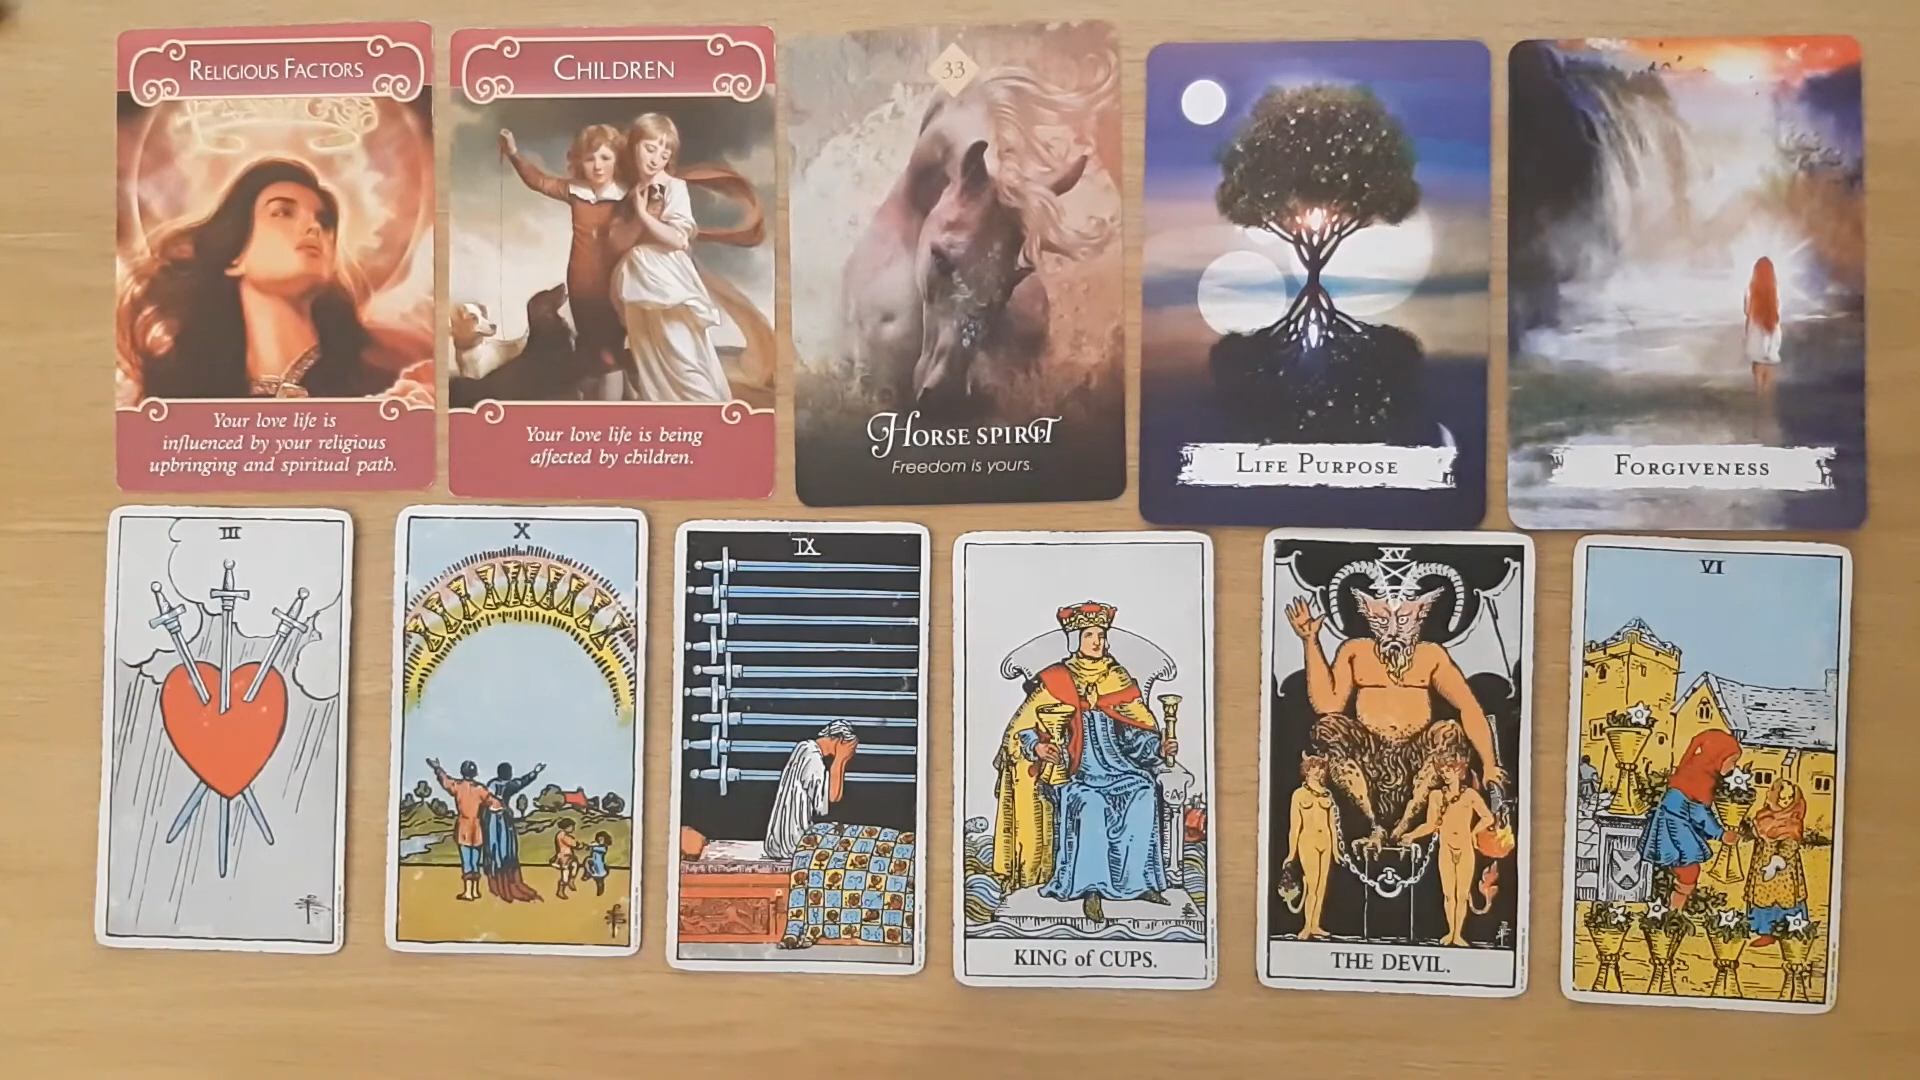 RELIGIOUS FACTORS
Your love life is
influenced by your religious
upbringing and spiritual path.
CHILDREN
Your love life is being
affected by children.
33
HORSE SPIRIT
Freedom is yours.
LIFE PURPOSE
FORGIVENESS
III
X
IX
KING of CUPS.
XV
THE DEVIL.
VI